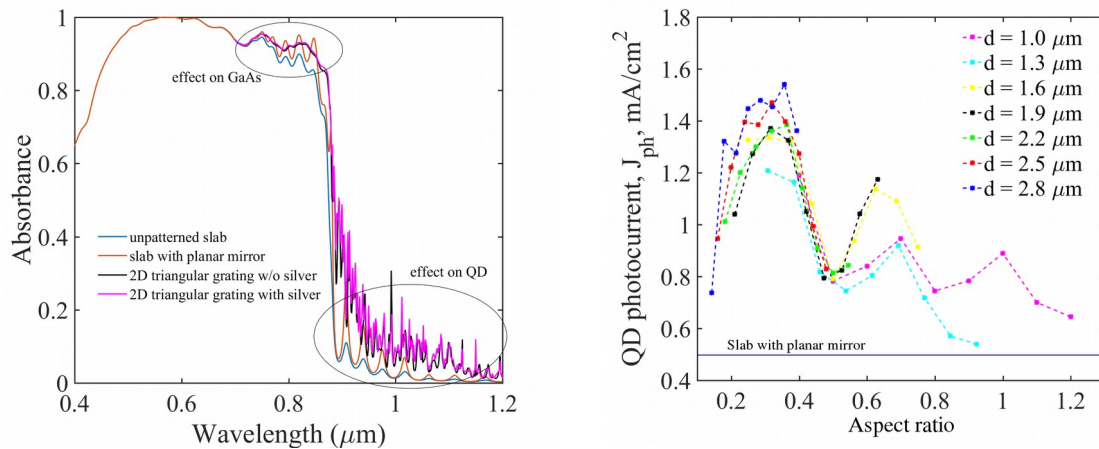 1
0.8
0.6
0.4
0.2
0
0.4
0.6
0.8
1
1.2
Absorbance
Wavelength (μm)
effect on GaAs
effect on QD
unpatterned slab
slab with planar mirror
2D triangular grating w/o silver
2D triangular grating with silver
1.8
1.6
1.4
1.2
1
0.8
0.6
0.4
0.2
0.4
0.6
0.8
1
1.2
QD photocurrent, J_ph, mA/cm²
Aspect ratio
d = 1.0 μm
d = 1.3 μm
d = 1.6 μm
d = 1.9 μm
d = 2.2 μm
d = 2.5 μm
d = 2.8 μm
Slab with planar mirror